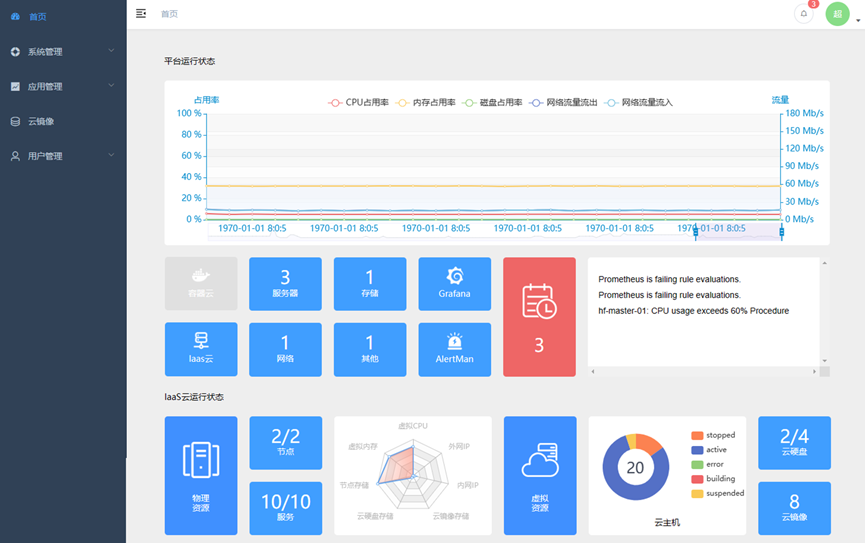 首页
系统管理
应用管理
云镜像
用户管理
首页
3
超
平台运行状态
占用率
CPU占用率 内存占用率 磁盘占用率 网络流量流出 网络流量流入
流量
100 %
80 %
60 %
40 %
20 %
0 %
180 Mb/s
150 Mb/s
120 Mb/s
90 Mb/s
60 Mb/s
30 Mb/s
0 Mb/s
1970-01-01 8:0:5 1970-01-01 8:0:5 1970-01-01 8:0:5 1970-01-01 8:0:5 1970-01-01 8:0:5 1970-01-01 8:0:5
容器云
3
服务器
1
存储
Grafana
Iaas云
1
网络
1
其他
AlertMan
3
Prometheus is failing rule evaluations.
Prometheus is failing rule evaluations.
hf-master-01: CPU usage exceeds 60% Procedure
IaaS云运行状态
物理
资源
2/2
节点
10/10
服务
虚拟CPU
虚拟内存
外网IP
节点存储
内网IP
云硬盘存储
云镜像存储
虚拟
资源
20
stopped
active
error
building
suspended
云主机
2/4
云硬盘
8
云镜像